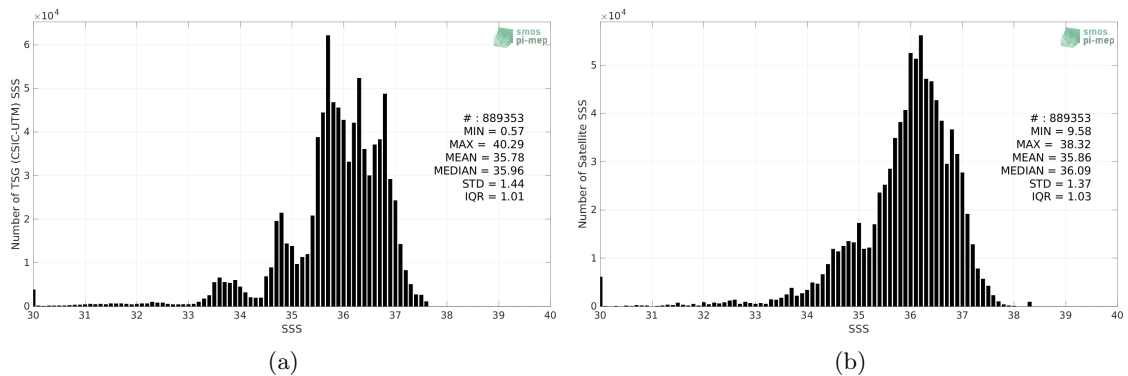 ×10⁴
6
5
4
3
2
1
0
30 31 32 33 34 35 36 37 38 39 40
SSS
Number of TSG (CSIC-UTM) SSS
smos
pi-mep
# : 889353
MIN = 0.57
MAX = 40.29
MEAN = 35.78
MEDIAN = 35.96
STD = 1.44
IQR = 1.01
(a)
×10⁴
5
4
3
2
1
0
30 31 32 33 34 35 36 37 38 39 40
SSS
Number of Satellite SSS
smos
pi-mep
# : 889353
MIN = 9.58
MAX = 38.32
MEAN = 35.86
MEDIAN = 36.09
STD = 1.37
IQR = 1.03
(b)